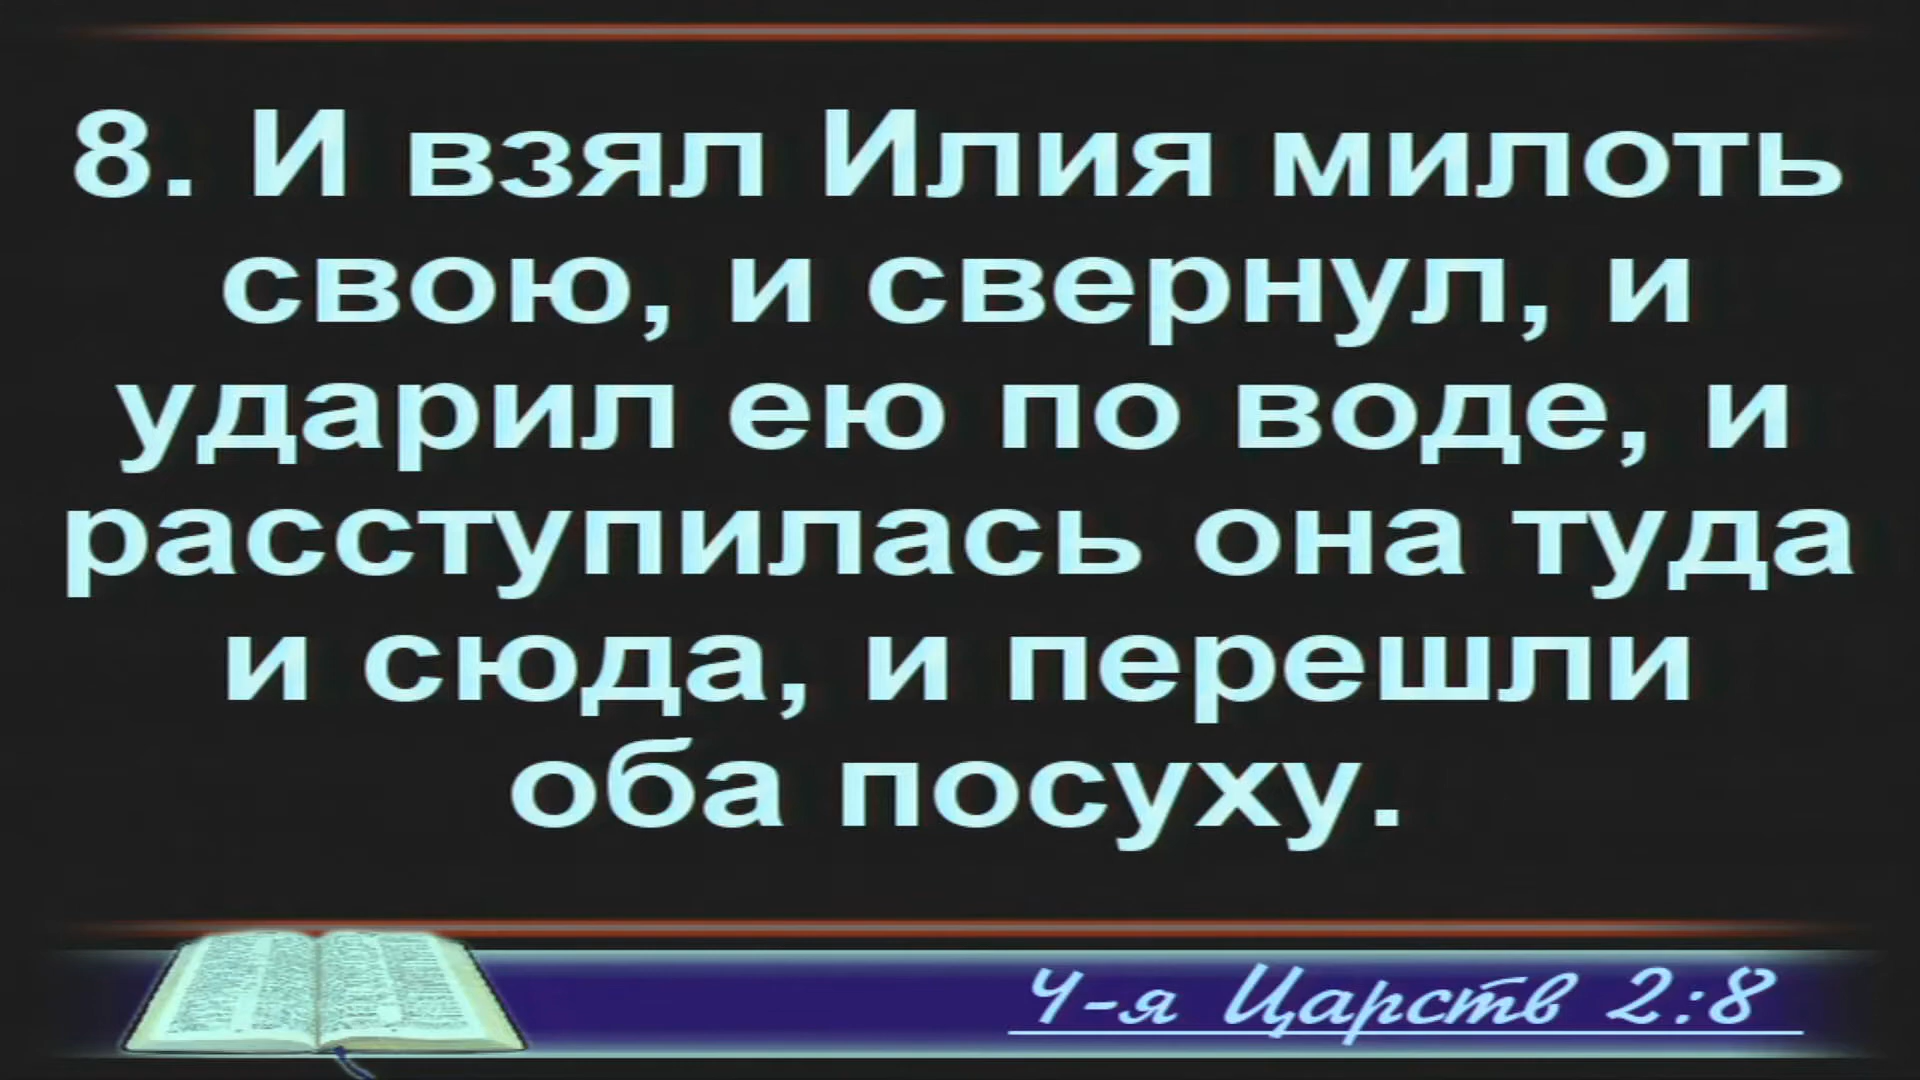 8. И взял Илия милоть
свою, и свернул, и
ударил ею по воде, и
расступилась она туда
и сюда, и перешли
оба посуху.
4-я Царств 2:8